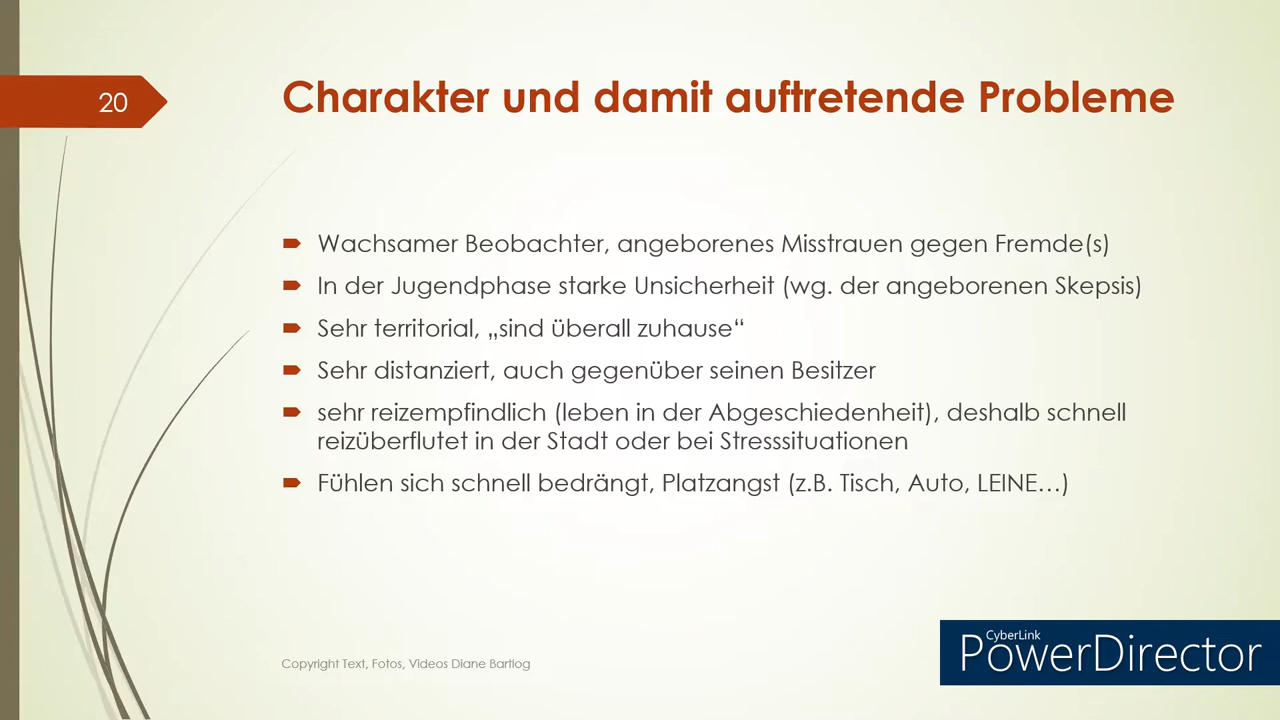 20
Charakter und damit auftretende Probleme
Wachsamer Beobachter, angeborenes Misstrauen gegen Fremde(s)
In der Jugendphase starke Unsicherheit (wg. der angeborenen Skepsis)
Sehr territorial, „sind überall zuhause“
Sehr distanziert, auch gegenüber seinen Besitzer
sehr reizempfindlich (leben in der Abgeschiedenheit), deshalb schnell
reizüberflutet in der Stadt oder bei Stresssituationen
Fühlen sich schnell bedrängt, Platzangst (z.B. Tisch, Auto, LEINE…)
Copyright Text, Fotos, Videos Diane Bartlog
CyberLink
PowerDirector